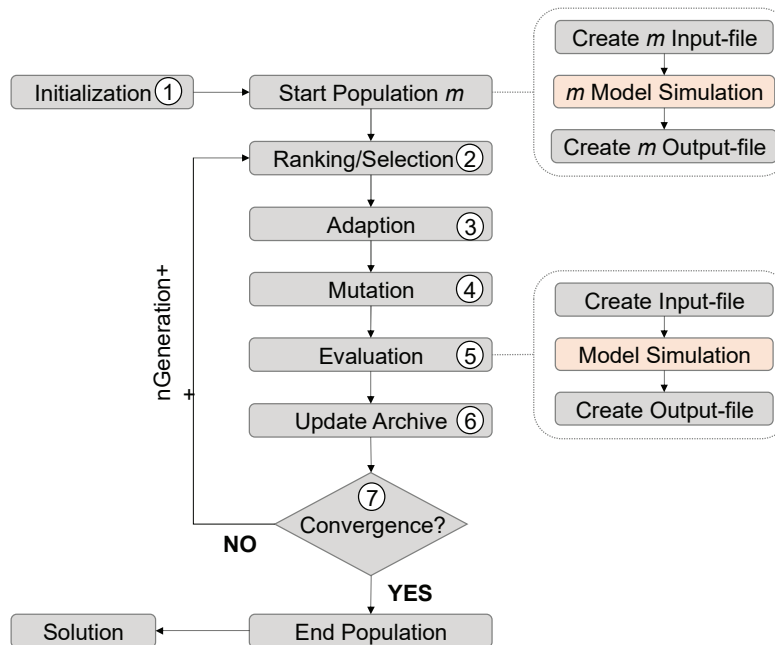 Create m Input-file
Initialization 1
Start Population m
m Model Simulation
Create m Output-file
Ranking/Selection 2
Adaption 3
Mutation 4
Create Input-file
Evaluation 5
Model Simulation
Update Archive 6
Create Output-file
nGeneration+
+
7
Convergence?
NO
YES
Solution
End Population